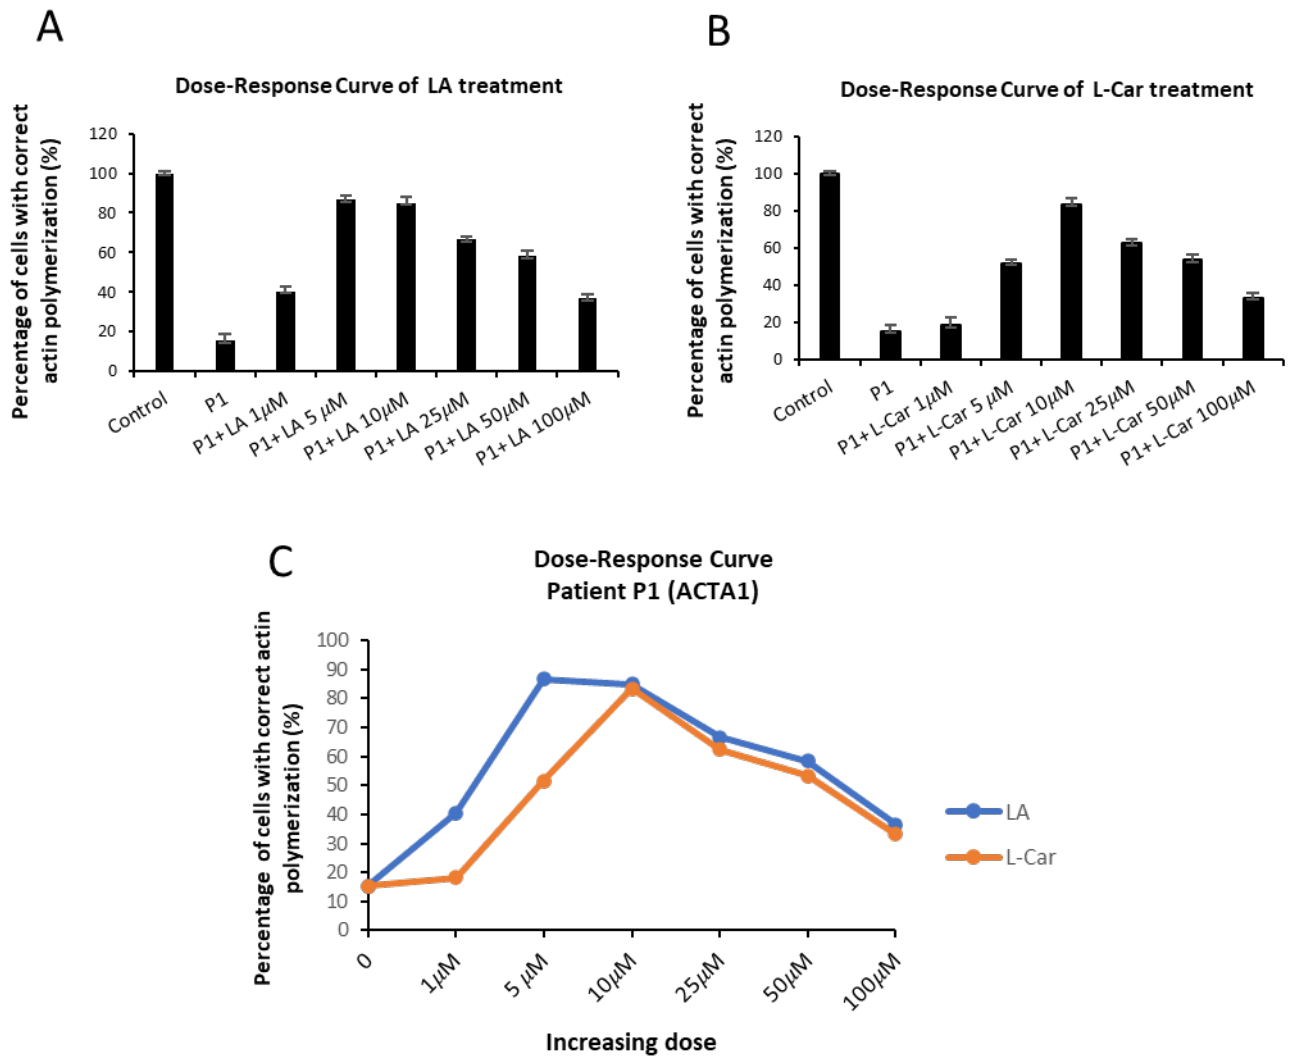 A
Dose-Response Curve of LA treatment
Percentage of cells with correct
actin polymerization (%)
120
100
80
60
40
20
0
Control
P1
P1+ LA 1µM
P1+ LA 5 µM
P1+ LA 10µM
P1+ LA 25µM
P1+ LA 50µM
P1+ LA 100µM
B
Dose-Response Curve of L-Car treatment
Percentage of cells with correct
actin polymerization (%)
120
100
80
60
40
20
0
Control
P1
P1+ L-Car 1µM
P1+ L-Car 5 µM
P1+ L-Car 10µM
P1+ L-Car 25µM
P1+ L-Car 50µM
P1+ L-Car 100µM
C
Dose-Response Curve
Patient P1 (ACTA1)
Percentage of cells with correct actin
polymerization (%)
100
90
80
70
60
50
40
30
20
10
0
0
1µM
5 µM
10µM
25µM
50µM
100µM
Increasing dose
LA
L-Car